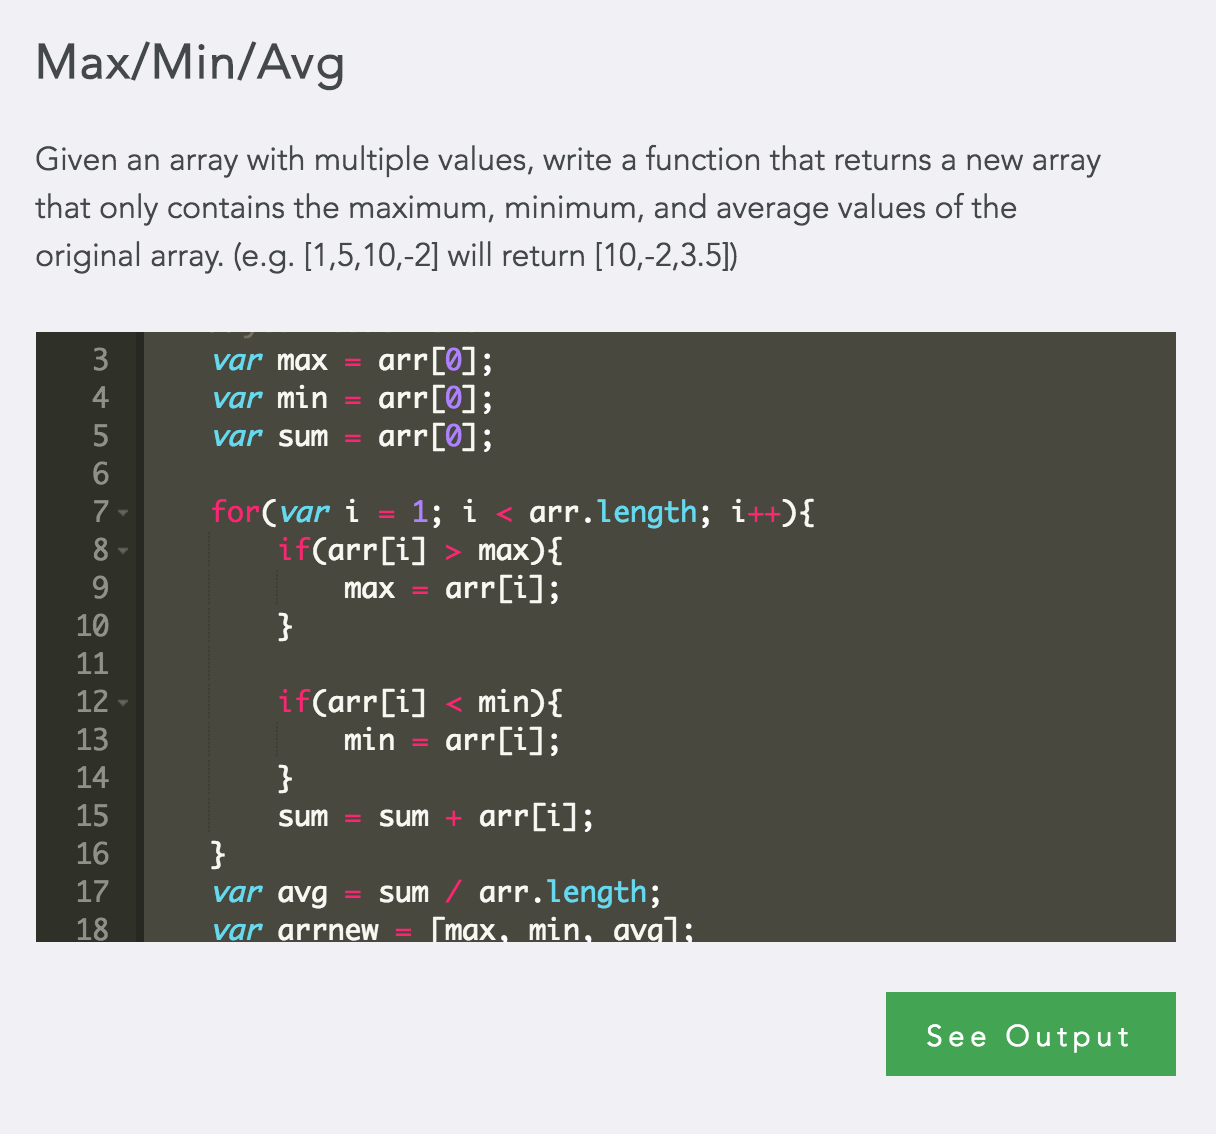 Max/Min/Avg
Given an array with multiple values, write a function that returns a new array
that only contains the maximum, minimum, and average values of the
original array. (e.g. [1,5,10,-2] will return [10,-2,3.5])
3 var max = arr[0];
4 var min = arr[0];
5 var sum = arr[0];
6
7 for(var i = 1; i < arr.length; i++){
8 if(arr[i] > max){
9 max = arr[i];
10 }
11
12 if(arr[i] < min){
13 min = arr[i];
14 }
15 sum = sum + arr[i];
16 }
17 var avg = sum / arr.length;
18 var arrnew = [max, min, avg];
See Output